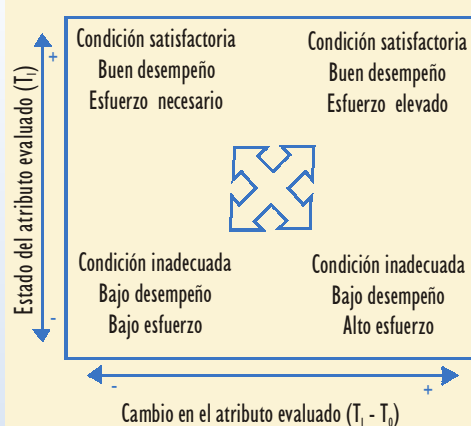 Condición satisfactoria
Buen desempeño
Esfuerzo necesario
Condición satisfactoria
Buen desempeño
Esfuerzo elevado
Condición inadecuada
Bajo desempeño
Bajo esfuerzo
Condición inadecuada
Bajo desempeño
Alto esfuerzo
+
Estado del atributo evaluado (T₁)
-
-
+
Cambio en el atributo evaluado (T₁ - T₀)